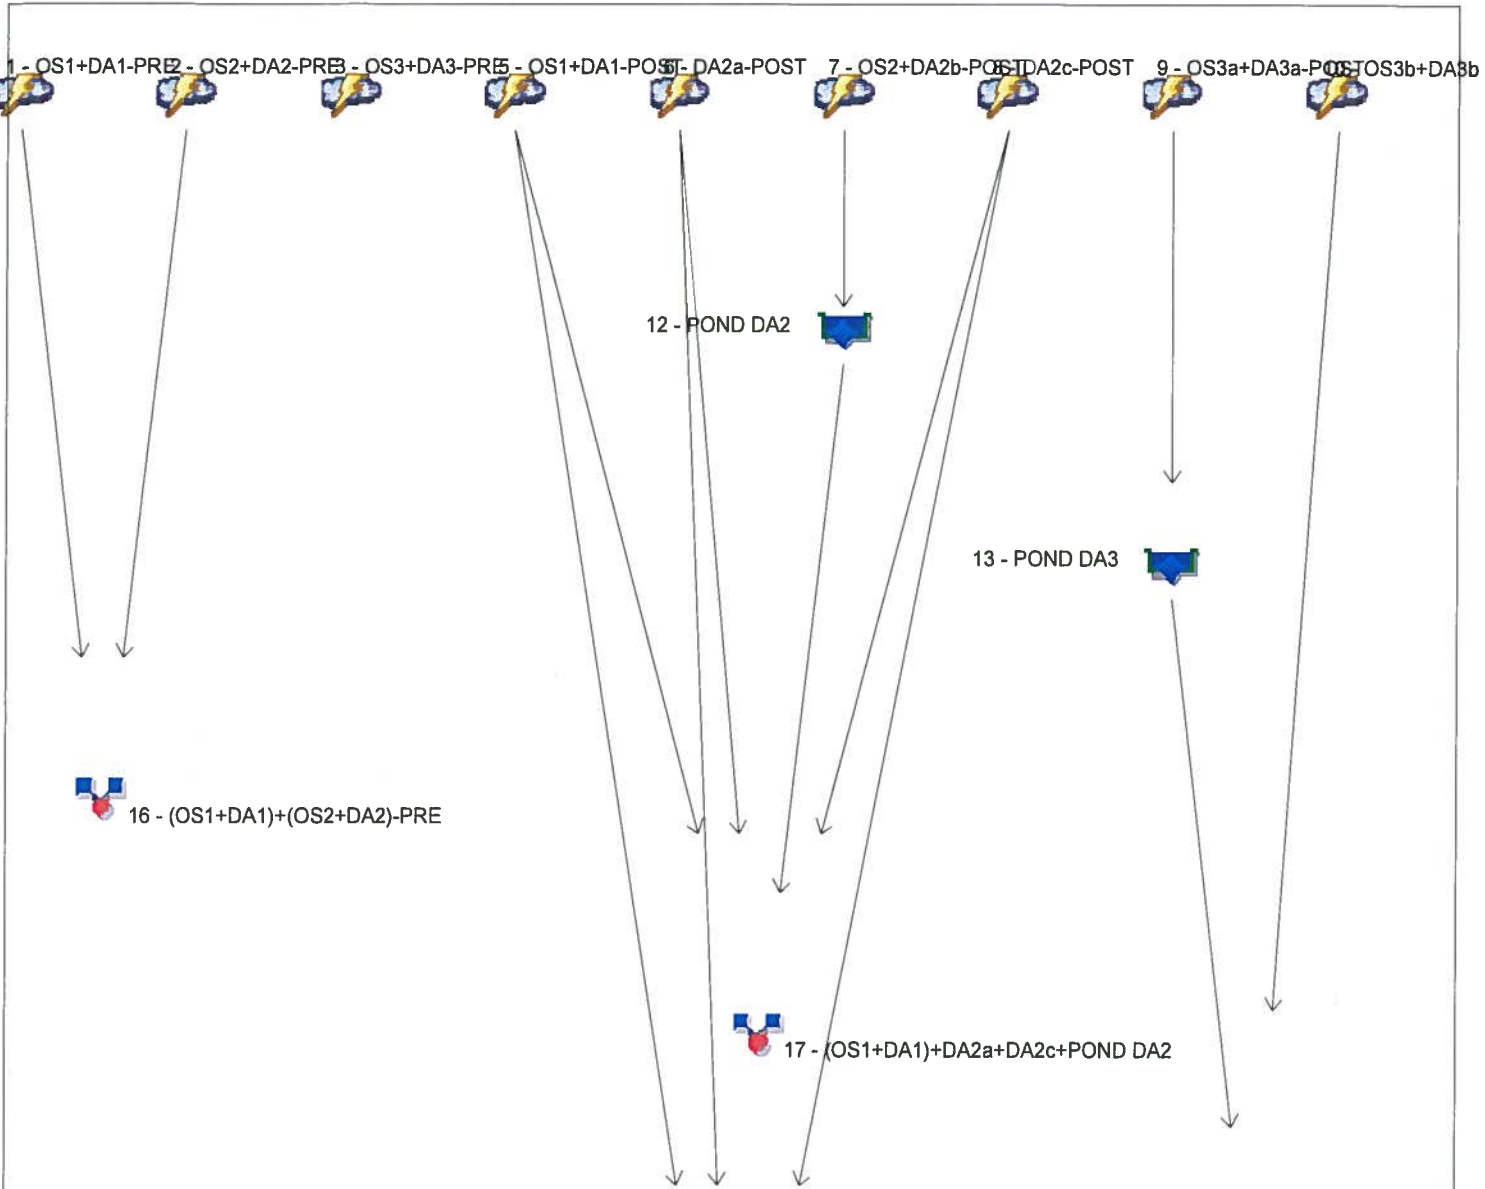 1 - OS1+DA1-PRE
2 - OS2+DA2-PRE
3 - OS3+DA3-PRE
5 - OS1+DA1-POST
6 - DA2a-POST
7 - OS2+DA2b-POST
8 - DA2c-POST
9 - OS3a+DA3a-POST
OS3b+DA3b
12 - POND DA2
13 - POND DA3
16 - (OS1+DA1)+(OS2+DA2)-PRE
17 - (OS1+DA1)+DA2a+DA2c+POND DA2